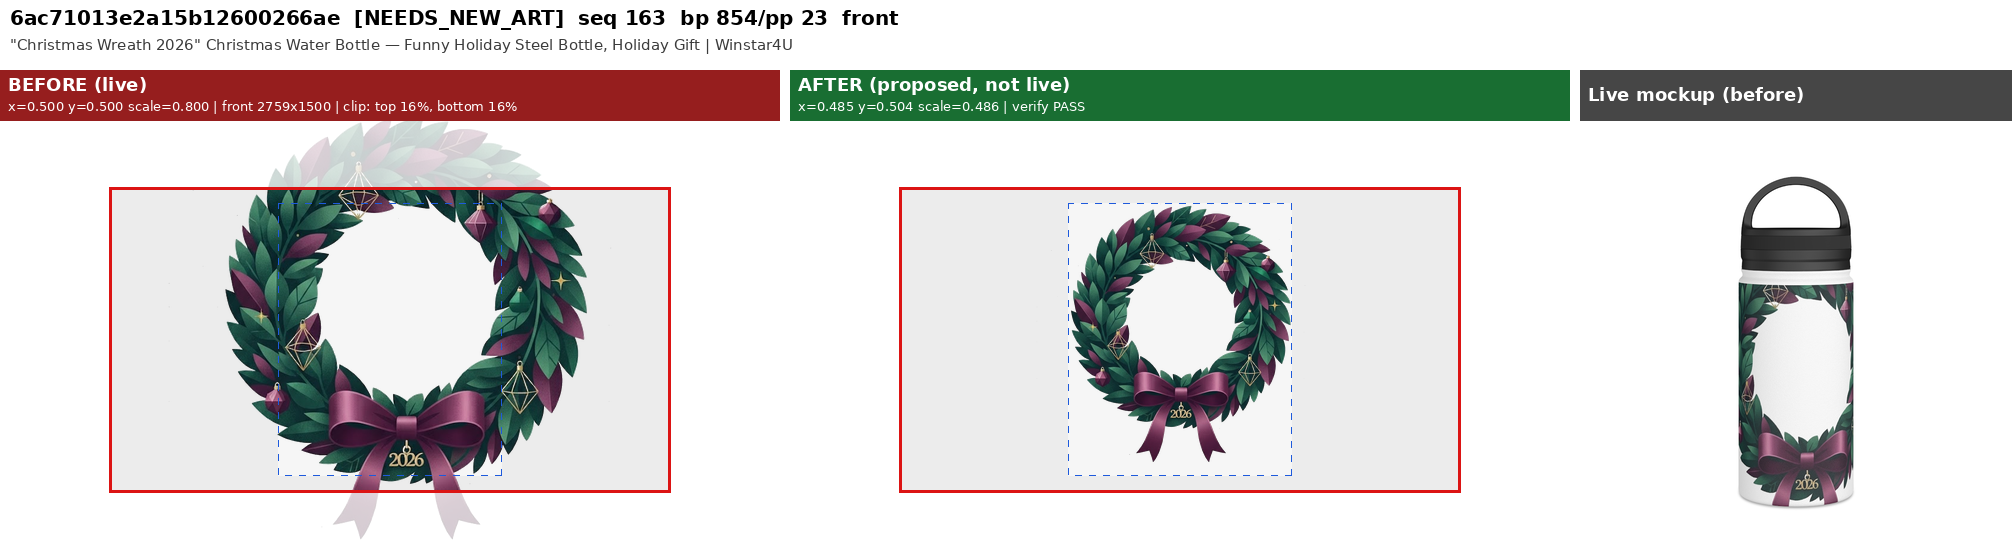 6ac71013e2a15b12600266ae [NEEDS_NEW_ART] seq 163 bp 854/pp 23 front
"Christmas Wreath 2026" Christmas Water Bottle — Funny Holiday Steel Bottle, Holiday Gift | Winstar4U
BEFORE (live)
x=0.500 y=0.500 scale=0.800 | front 2759x1500 | clip: top 16%, bottom 16%
AFTER (proposed, not live)
x=0.485 y=0.504 scale=0.486 | verify PASS
Live mockup (before)
2026
2026
2026